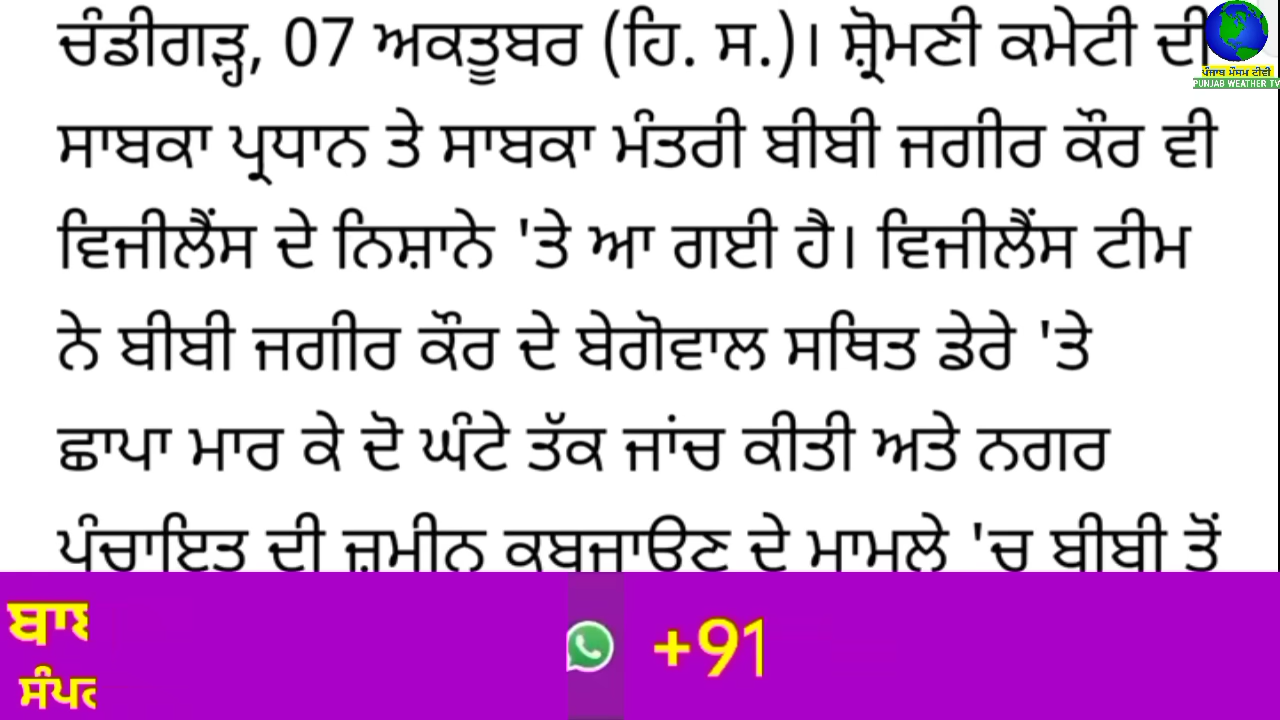 ਚੰਡੀਗੜ੍ਹ, 07 ਅਕਤੂਬਰ (ਹਿ. ਸ.)। ਸ਼੍ਰੋਮਣੀ ਕਮੇਟੀ ਦੀ
ਪੰਜਾਬ ਮੌਸਮ ਟੀਵੀ
PUNJAB WEATHER TV
ਸਾਬਕਾ ਪ੍ਰਧਾਨ ਤੇ ਸਾਬਕਾ ਮੰਤਰੀ ਬੀਬੀ ਜਗੀਰ ਕੌਰ ਵੀ
ਵਿਜੀਲੈਂਸ ਦੇ ਨਿਸ਼ਾਨੇ 'ਤੇ ਆ ਗਈ ਹੈ। ਵਿਜੀਲੈਂਸ ਟੀਮ
ਨੇ ਬੀਬੀ ਜਗੀਰ ਕੌਰ ਦੇ ਬੇਗੋਵਾਲ ਸਥਿਤ ਡੇਰੇ 'ਤੇ
ਛਾਪਾ ਮਾਰ ਕੇ ਦੋ ਘੰਟੇ ਤੱਕ ਜਾਂਚ ਕੀਤੀ ਅਤੇ ਨਗਰ
ਪੰਚਾਇਤ ਦੀ ਜ਼ਮੀਨ ਕਬਜਾਉਣ ਦੇ ਮਾਮਲੇ 'ਚ ਬੀਬੀ ਤੋਂ
+91